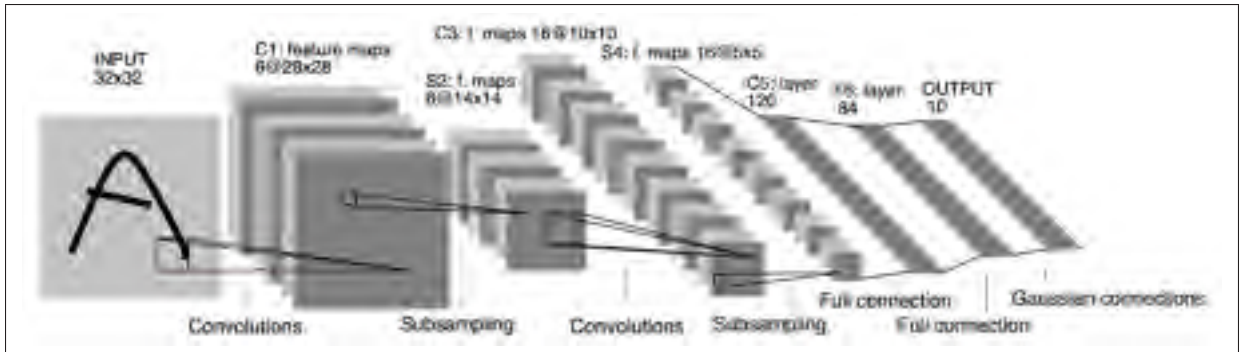 INPUT
32x32
C1: feature maps
6@28x28
S2: f. maps
6@14x14
C3: f. maps 16@10x10
S4: f. maps 16@5x5
C5: layer
120
F6: layer
84
OUTPUT
10
Convolutions
Subsampling
Convolutions
Subsampling
Full connection
Full connection
Gaussian connections